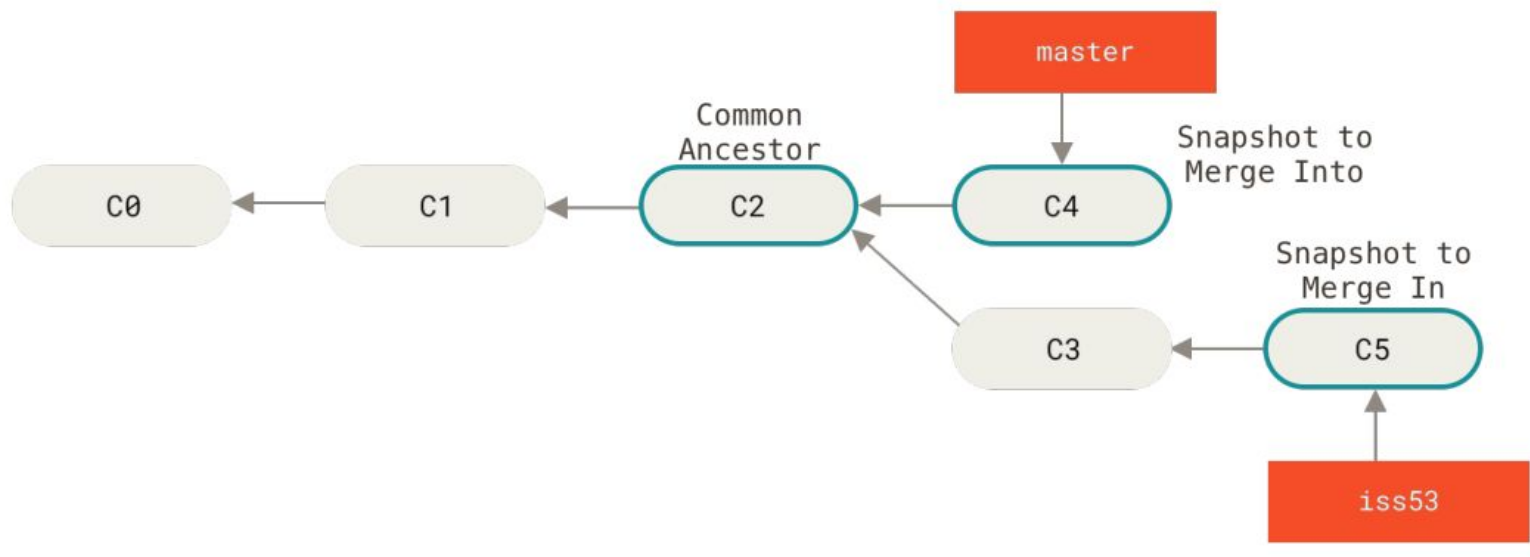 master
Common
Ancestor
Snapshot to
Merge Into
C0
C1
C2
C4
Snapshot to
Merge In
C3
C5
iss53